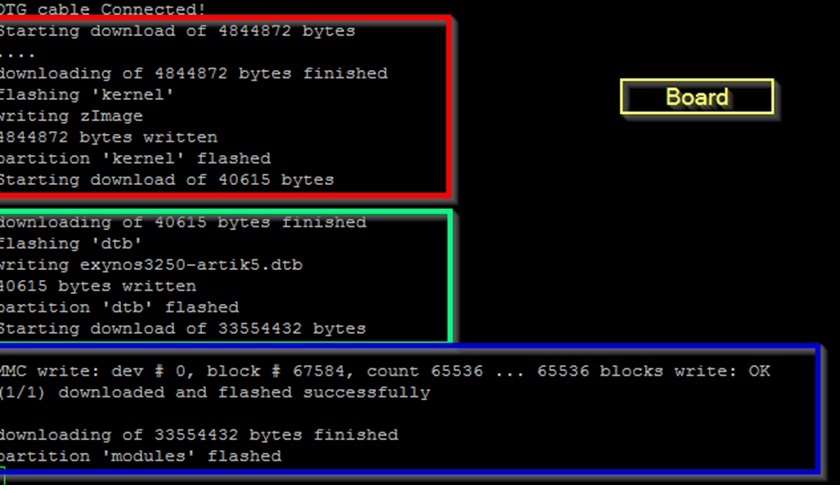 OTG cable Connected!
Starting download of 4844872 bytes
....
downloading of 4844872 bytes finished
flashing 'kernel'
writing zImage
4844872 bytes written
partition 'kernel' flashed
Starting download of 40615 bytes
downloading of 40615 bytes finished
flashing 'dtb'
writing exynos3250-artik5.dtb
40615 bytes written
partition 'dtb' flashed
Starting download of 33554432 bytes
MMC write: dev # 0, block # 67584, count 65536 ... 65536 blocks write: OK
(1/1) downloaded and flashed successfully
downloading of 33554432 bytes finished
partition 'modules' flashed
Board